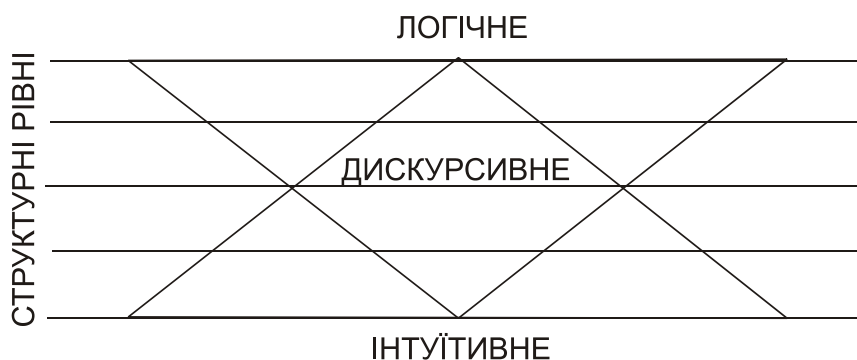 ЛОГІЧНЕ
СТРУКТУРНІ РІВНІ
ДИСКУРСИВНЕ
ІНТУЇТИВНЕ